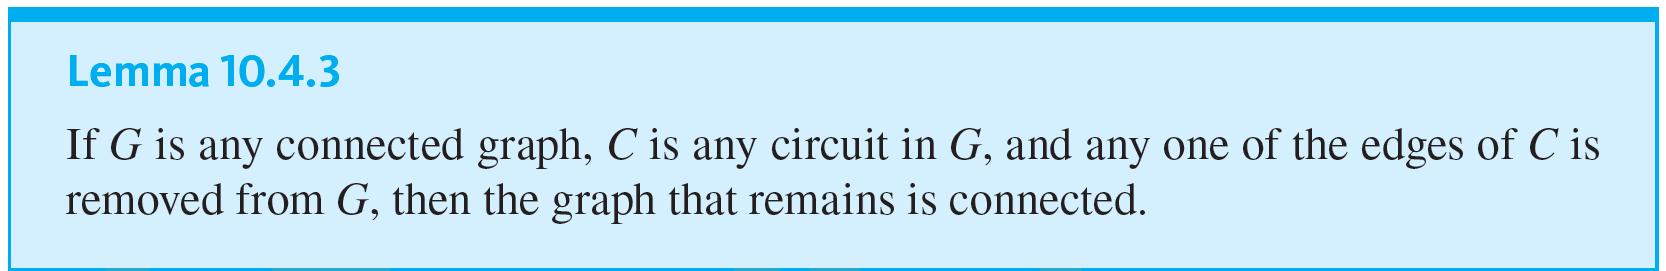 Lemma 10.4.3
If G is any connected graph, C is any circuit in G, and any one of the edges of C is
removed from G, then the graph that remains is connected.